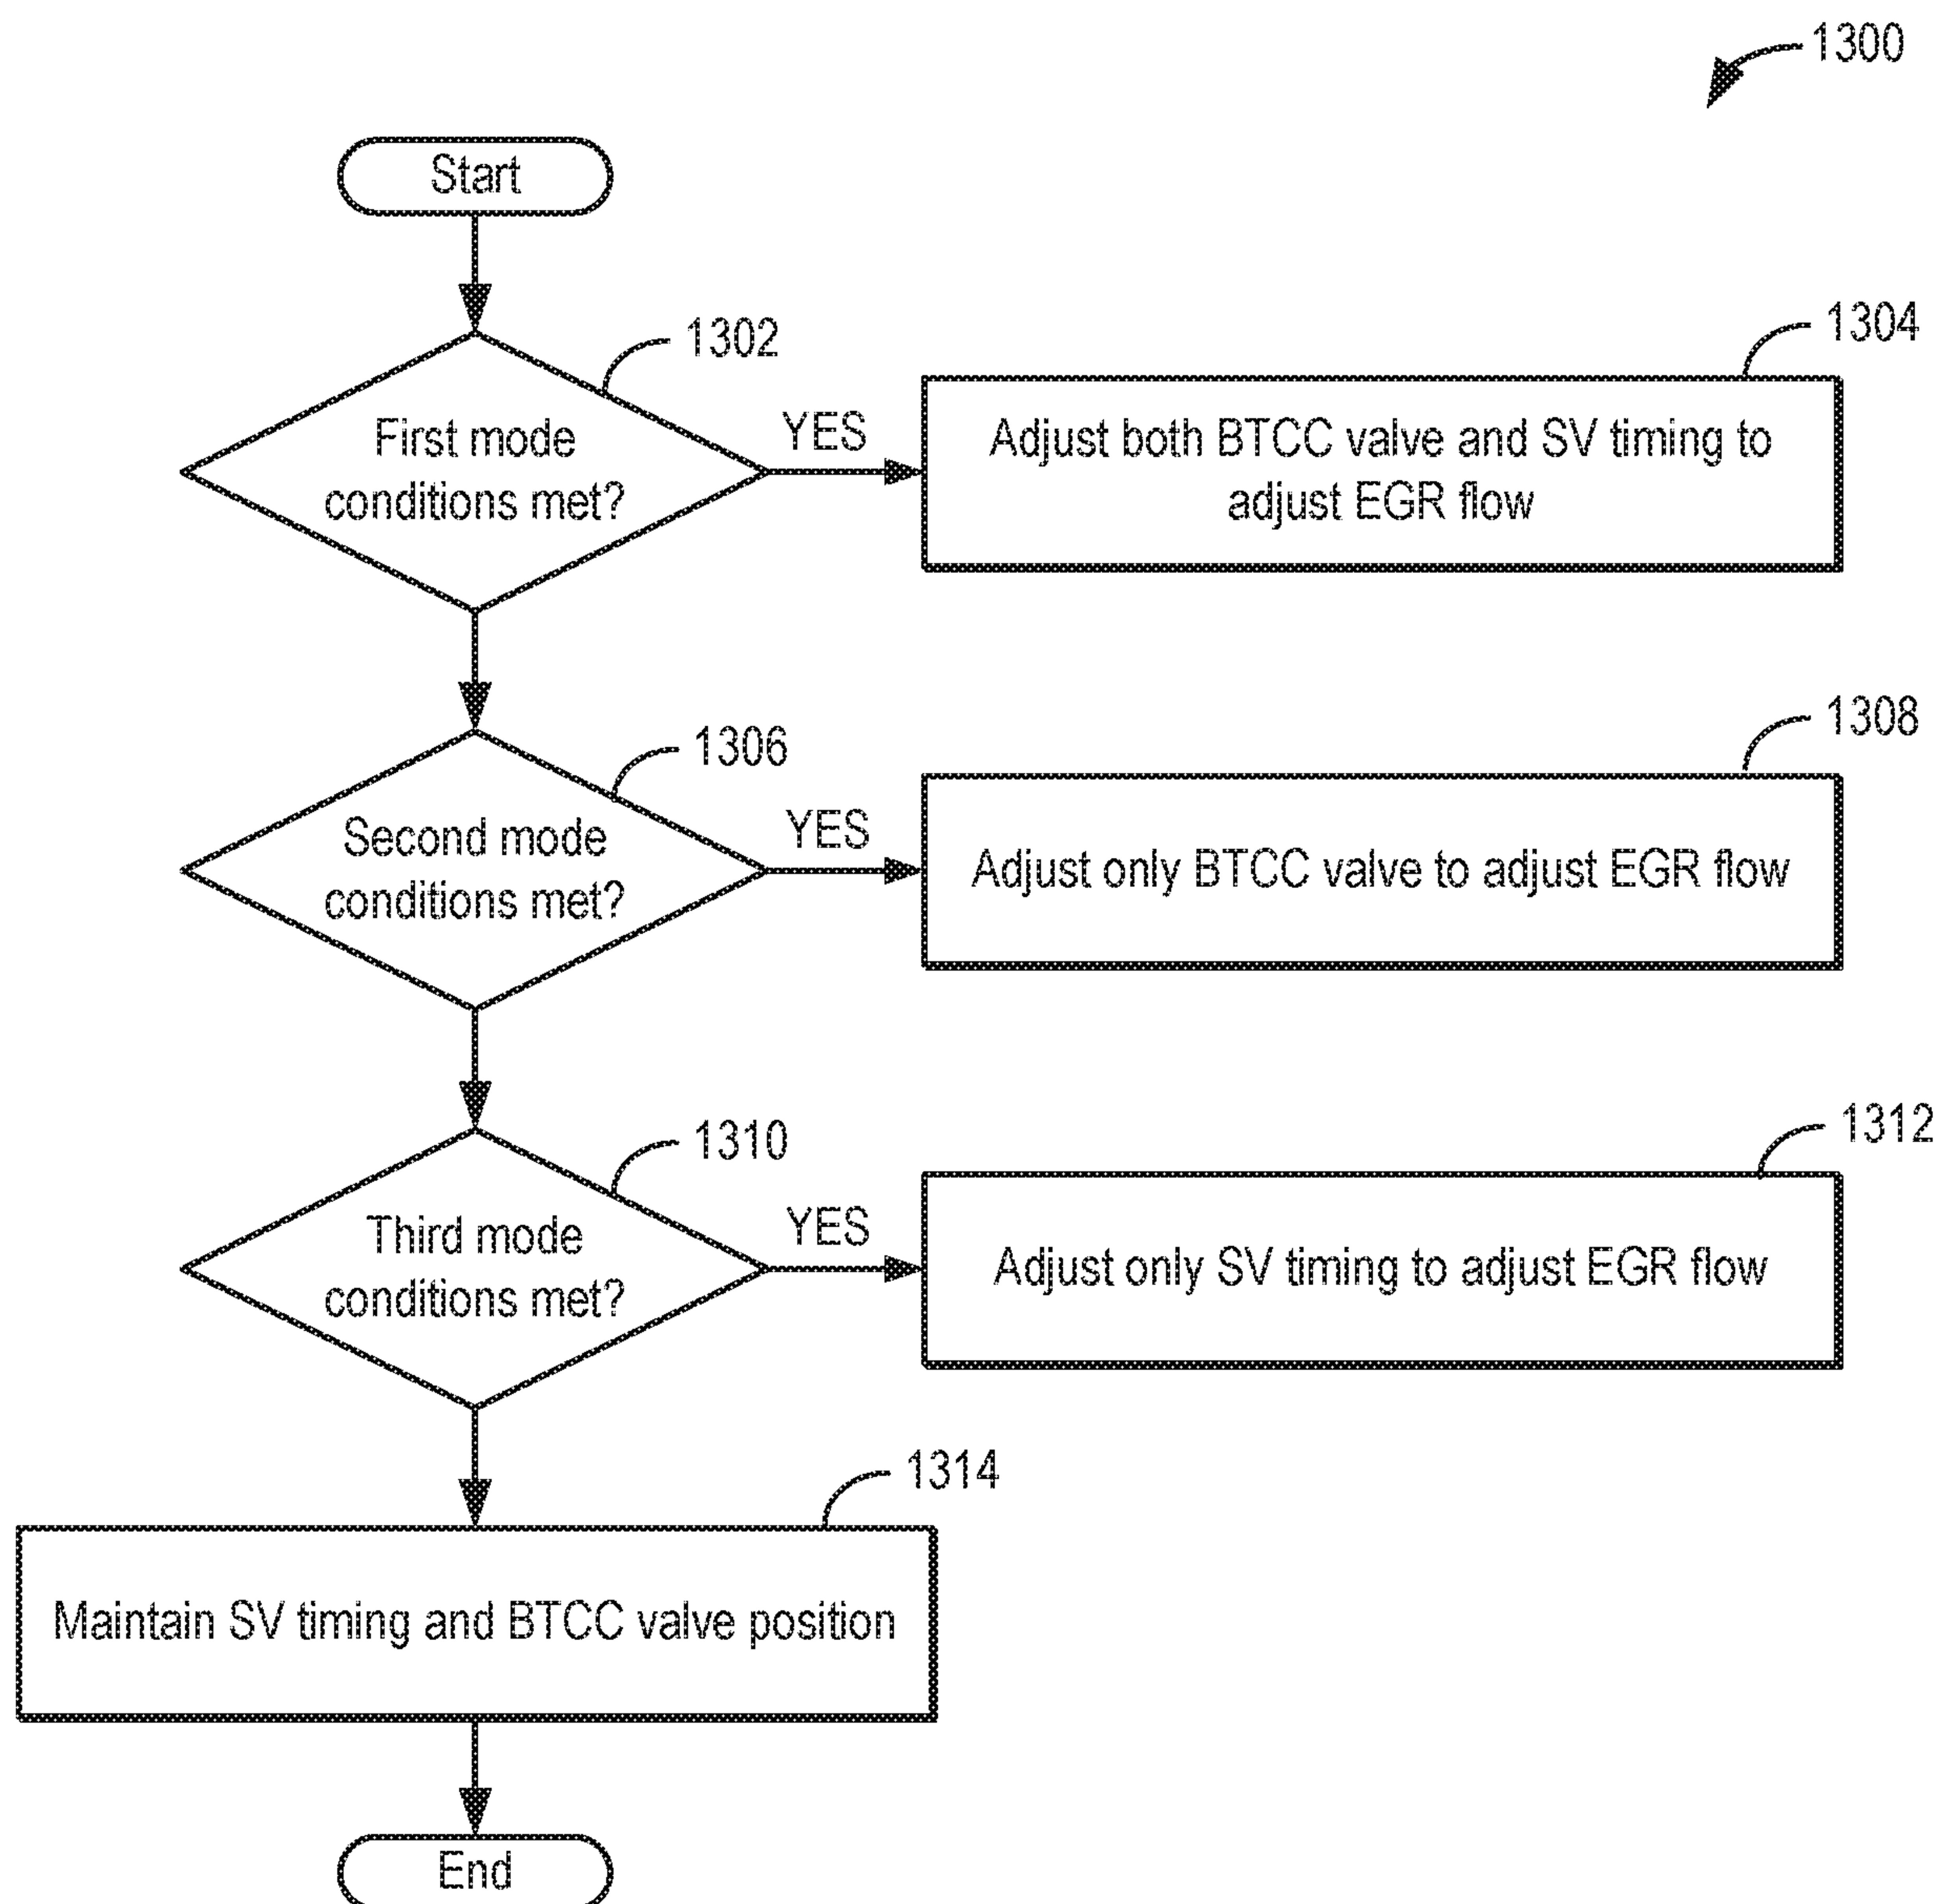 1300
Start
1302
First mode
conditions met?
YES
1304
Adjust both BTCC valve and SV timing to
adjust EGR flow
1306
Second mode
conditions met?
YES
1308
Adjust only BTCC valve to adjust EGR flow
1310
Third mode
conditions met?
YES
1312
Adjust only SV timing to adjust EGR flow
1314
Maintain SV timing and BTCC valve position
End